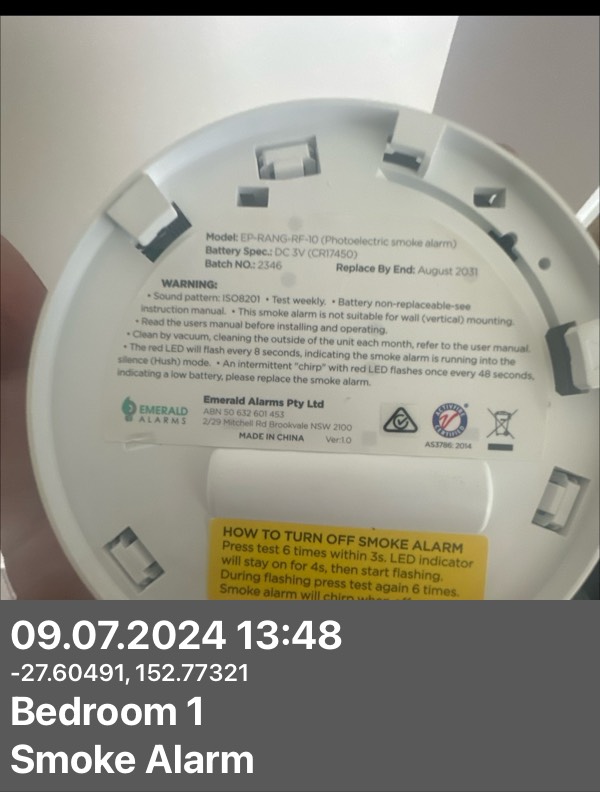 Model: EP-RANG-RF-10 (Photoelectric smoke alarm)
Battery Spec.: DC 3V (CR17450)
Batch NO.: 2346 Replace By End: August 2031
WARNING:
• Sound pattern: ISO8201 • Test weekly. • Battery non-replaceable-see
instruction manual. • This smoke alarm is not suitable for wall (vertical) mounting.
• Read the users manual before installing and operating.
• Clean by vacuum, cleaning outside of the unit each month, refer to the user manual.
• The red LED will flash every 8 seconds, indicating the smoke alarm is running into the
silence (Hush) mode. • An intermittent "chirp" with red LED flashes once every 48 seconds,
indicating a low battery, please replace the smoke alarm.
EMERALD
ALARMS
Emerald Alarms Pty Ltd
ABN 50 632 601 453
2/29 Mitchell Rd Brookvale NSW 2100
MADE IN CHINA Ver:1.0
ACTIVFIRE
CERTIFIED
AS3786: 2014
HOW TO TURN OFF SMOKE ALARM
Press test 6 times within 3s. LED indicator
will stay on for 4s, then start flashing.
During flashing press test again 6 times.
Smoke alarm will chirp when off
09.07.2024 13:48
-27.60491, 152.77321
Bedroom 1
Smoke Alarm